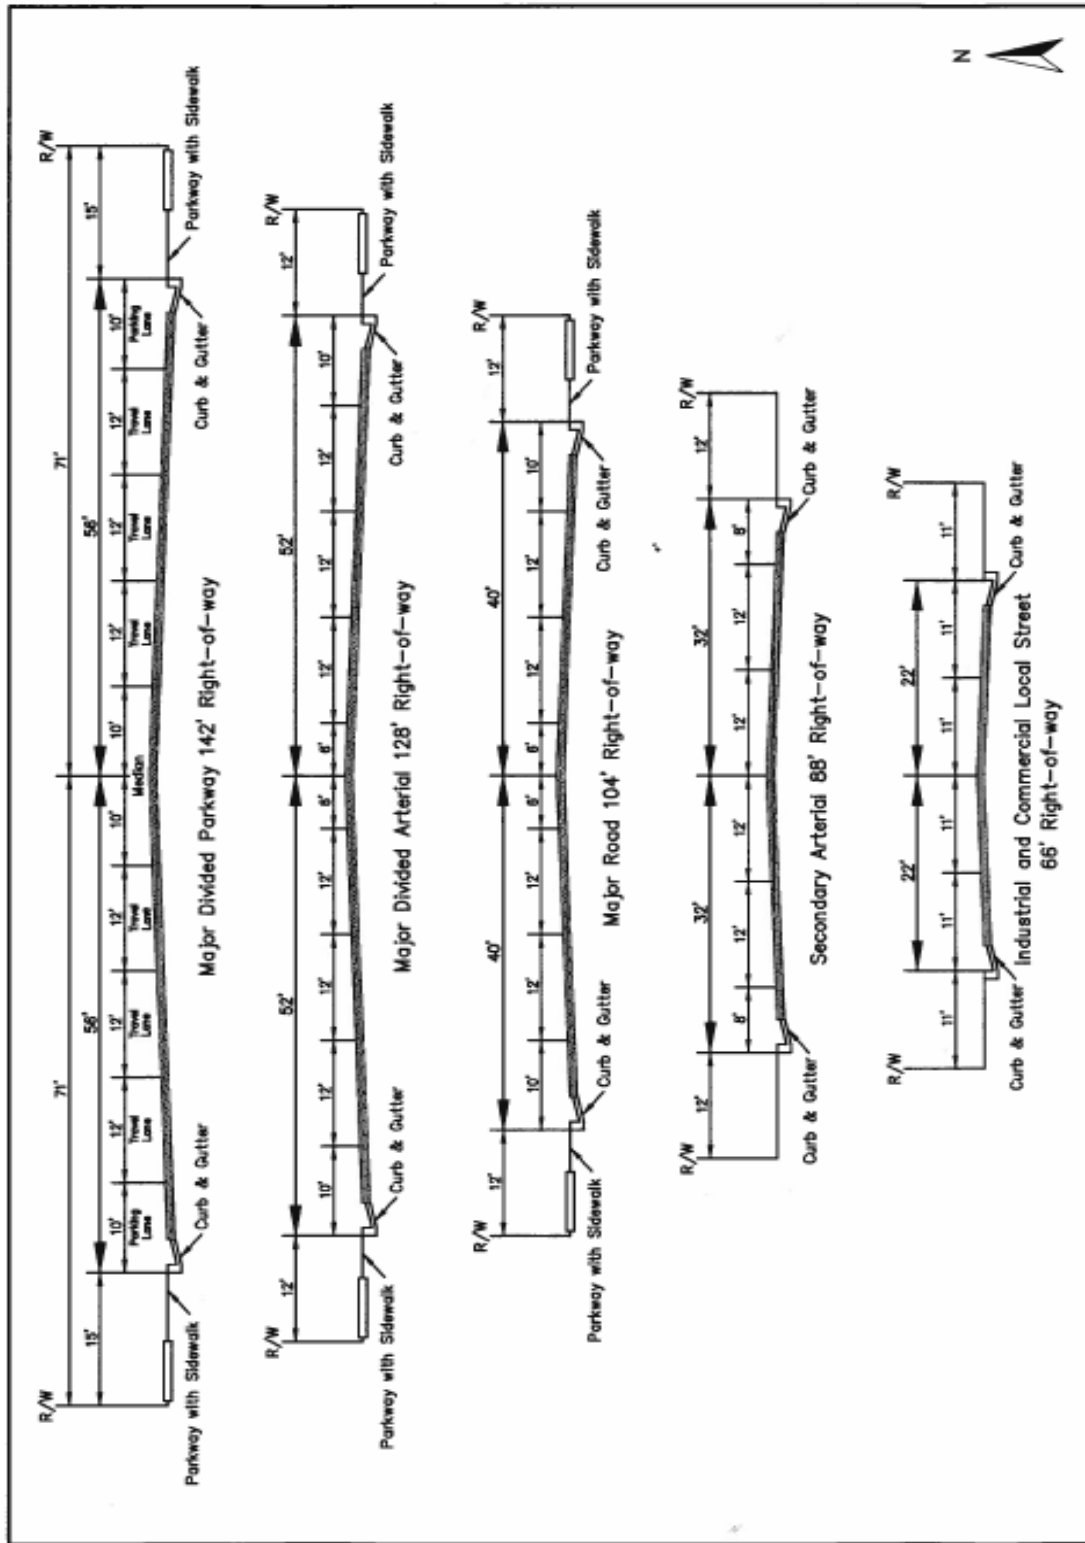 R/W R/W
71' 71'
15' 56' 56' 15'
10' 12' 12' 12' 10' 10' 12' 12' 12' 10'
Parking Travel Travel Travel Median Travel Travel Travel Parking
Lane Lane Lane Lane Lane Lane Lane Lane
Parkway with Sidewalk Curb & Gutter Major Divided Parkway 142' Right-of-way Curb & Gutter Parkway with Sidewalk
R/W R/W
12' 52' 52' 12'
10' 12' 12' 12' 6' 6' 12' 12' 12' 10'
Parkway with Sidewalk Curb & Gutter Major Divided Arterial 128' Right-of-way Curb & Gutter Parkway with Sidewalk
R/W R/W
12' 40' 40' 12'
10' 12' 12' 6' 6' 12' 12' 10'
Parkway with Sidewalk Curb & Gutter Major Road 104' Right-of-way Curb & Gutter Parkway with Sidewalk
R/W R/W
12' 32' 32' 12'
8' 12' 12' 12' 12' 8'
Curb & Gutter Secondary Arterial 88' Right-of-way Curb & Gutter
R/W R/W
22' 22'
11' 11' 11' 11' 11' 11'
Curb & Gutter Industrial and Commercial Local Street Curb & Gutter
66' Right-of-way
N